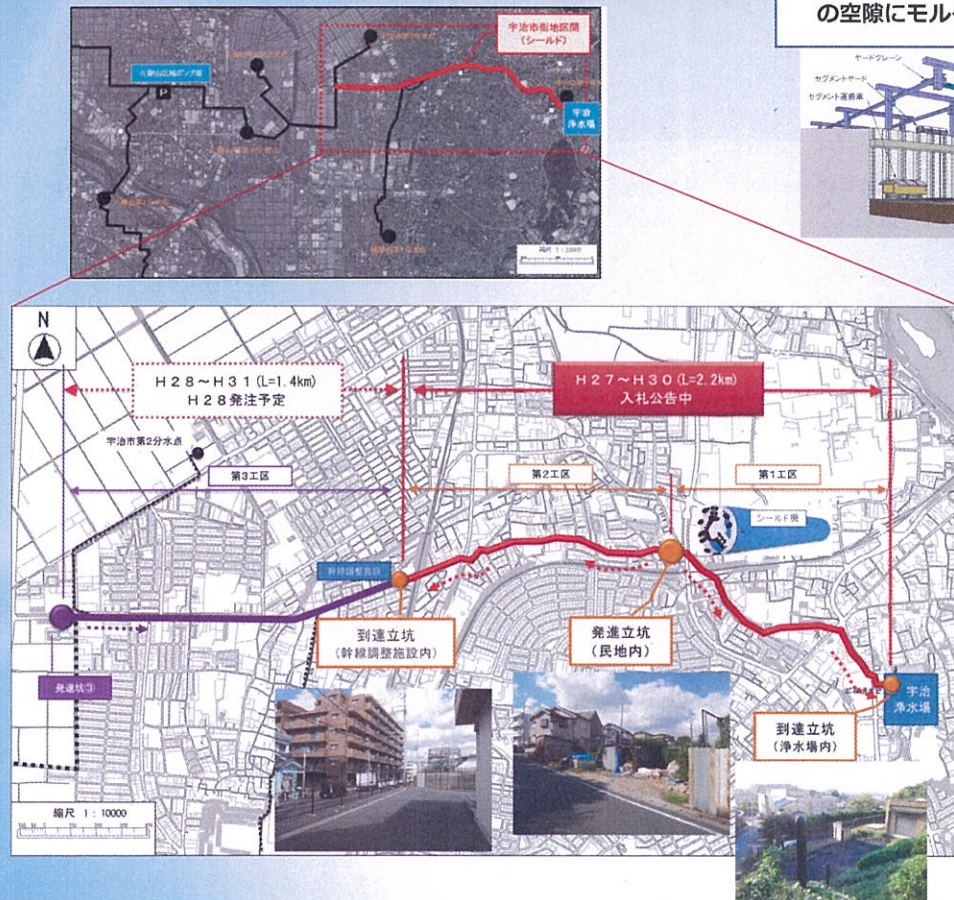 宇治市街地区間
(シールド)
宇治
浄水場
P
の空隙にモルタ
ヤードクレーン
セグメントヤード
セグメント運搬車
N
H28～H31(L=1.4km)
H28発注予定
H27～H30(L=2.2km)
入札公告中
宇治市第2分水点
第3工区
第2工区
第1工区
シールド機
幹線調整施設
到達立坑
(幹線調整施設内)
発進立坑
(民地内)
発進坑③
宇治
浄水場
到達立坑
(浄水場内)
縮尺 1:10000